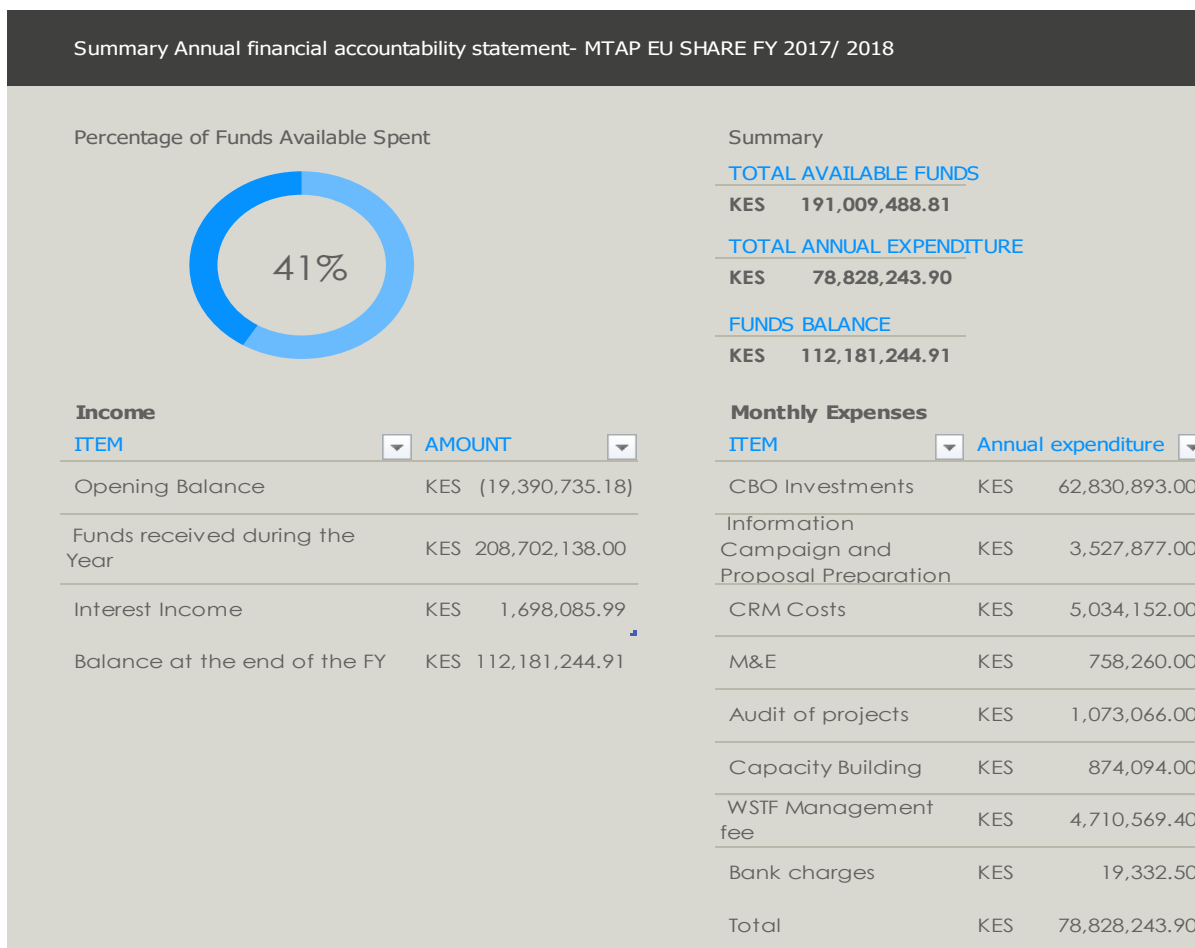 Summary Annual financial accountability statement- MTAP EU SHARE FY 2017/ 2018
Percentage of Funds Available Spent
41%
Summary
TOTAL AVAILABLE FUNDS
KES 191,009,488.81
TOTAL ANNUAL EXPENDITURE
KES 78,828,243.90
FUNDS BALANCE
KES 112,181,244.91
Income
ITEM AMOUNT
Opening Balance KES (19,390,735.18)
Funds received during the
Year KES 208,702,138.00
Interest Income KES 1,698,085.99
Balance at the end of the FY KES 112,181,244.91
Monthly Expenses
ITEM Annual expenditure
CBO Investments KES 62,830,893.00
Information
Campaign and KES 3,527,877.00
Proposal Preparation
CRM Costs KES 5,034,152.00
M&E KES 758,260.00
Audit of projects KES 1,073,066.00
Capacity Building KES 874,094.00
WSTF Management
fee KES 4,710,569.40
Bank charges KES 19,332.50
Total KES 78,828,243.90